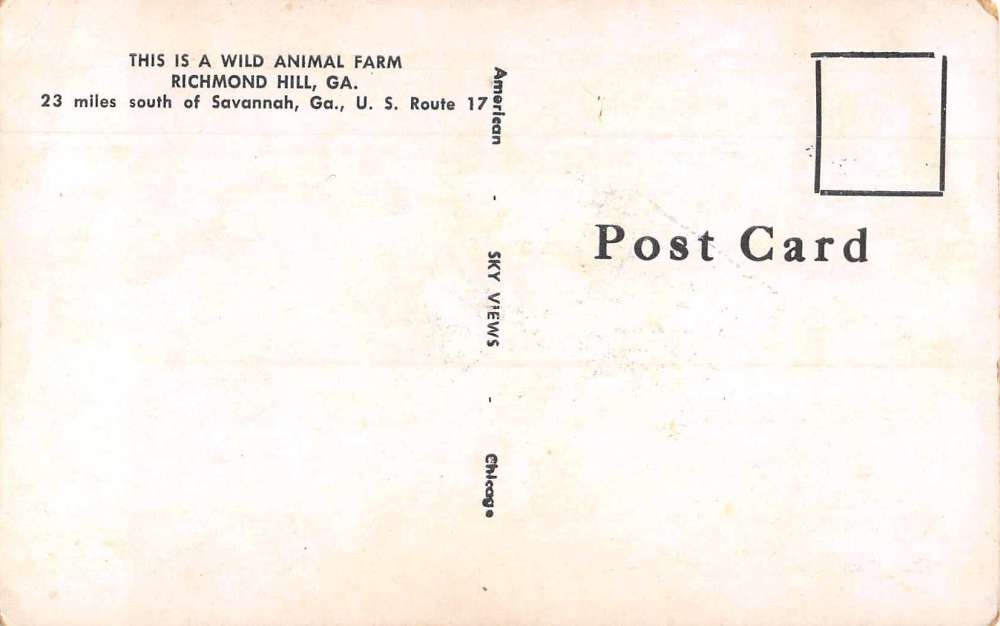 THIS IS A WILD ANIMAL FARM
RICHMOND HILL, GA.
23 miles south of Savannah, Ga., U. S. Route 17
American - SKY VIEWS - Chicago
Post Card